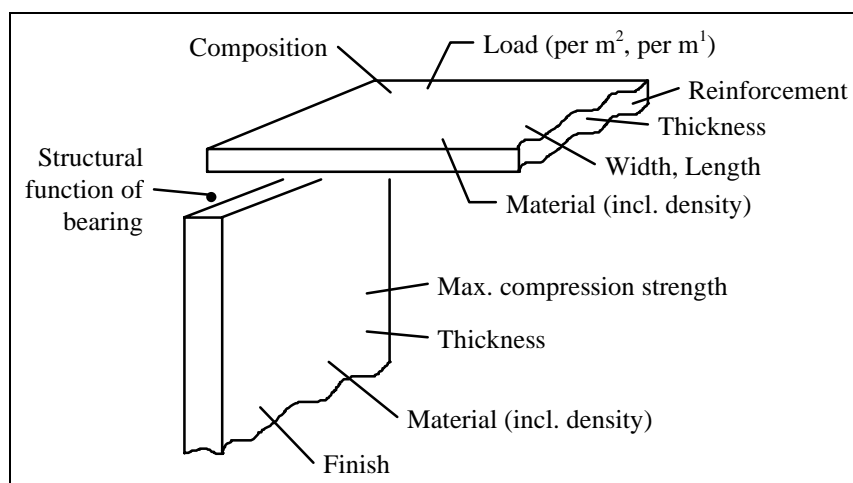 Composition
Load (per m², per m¹)
Reinforcement
Thickness
Width, Length
Material (incl. density)
Structural
function of
bearing
Max. compression strength
Thickness
Material (incl. density)
Finish